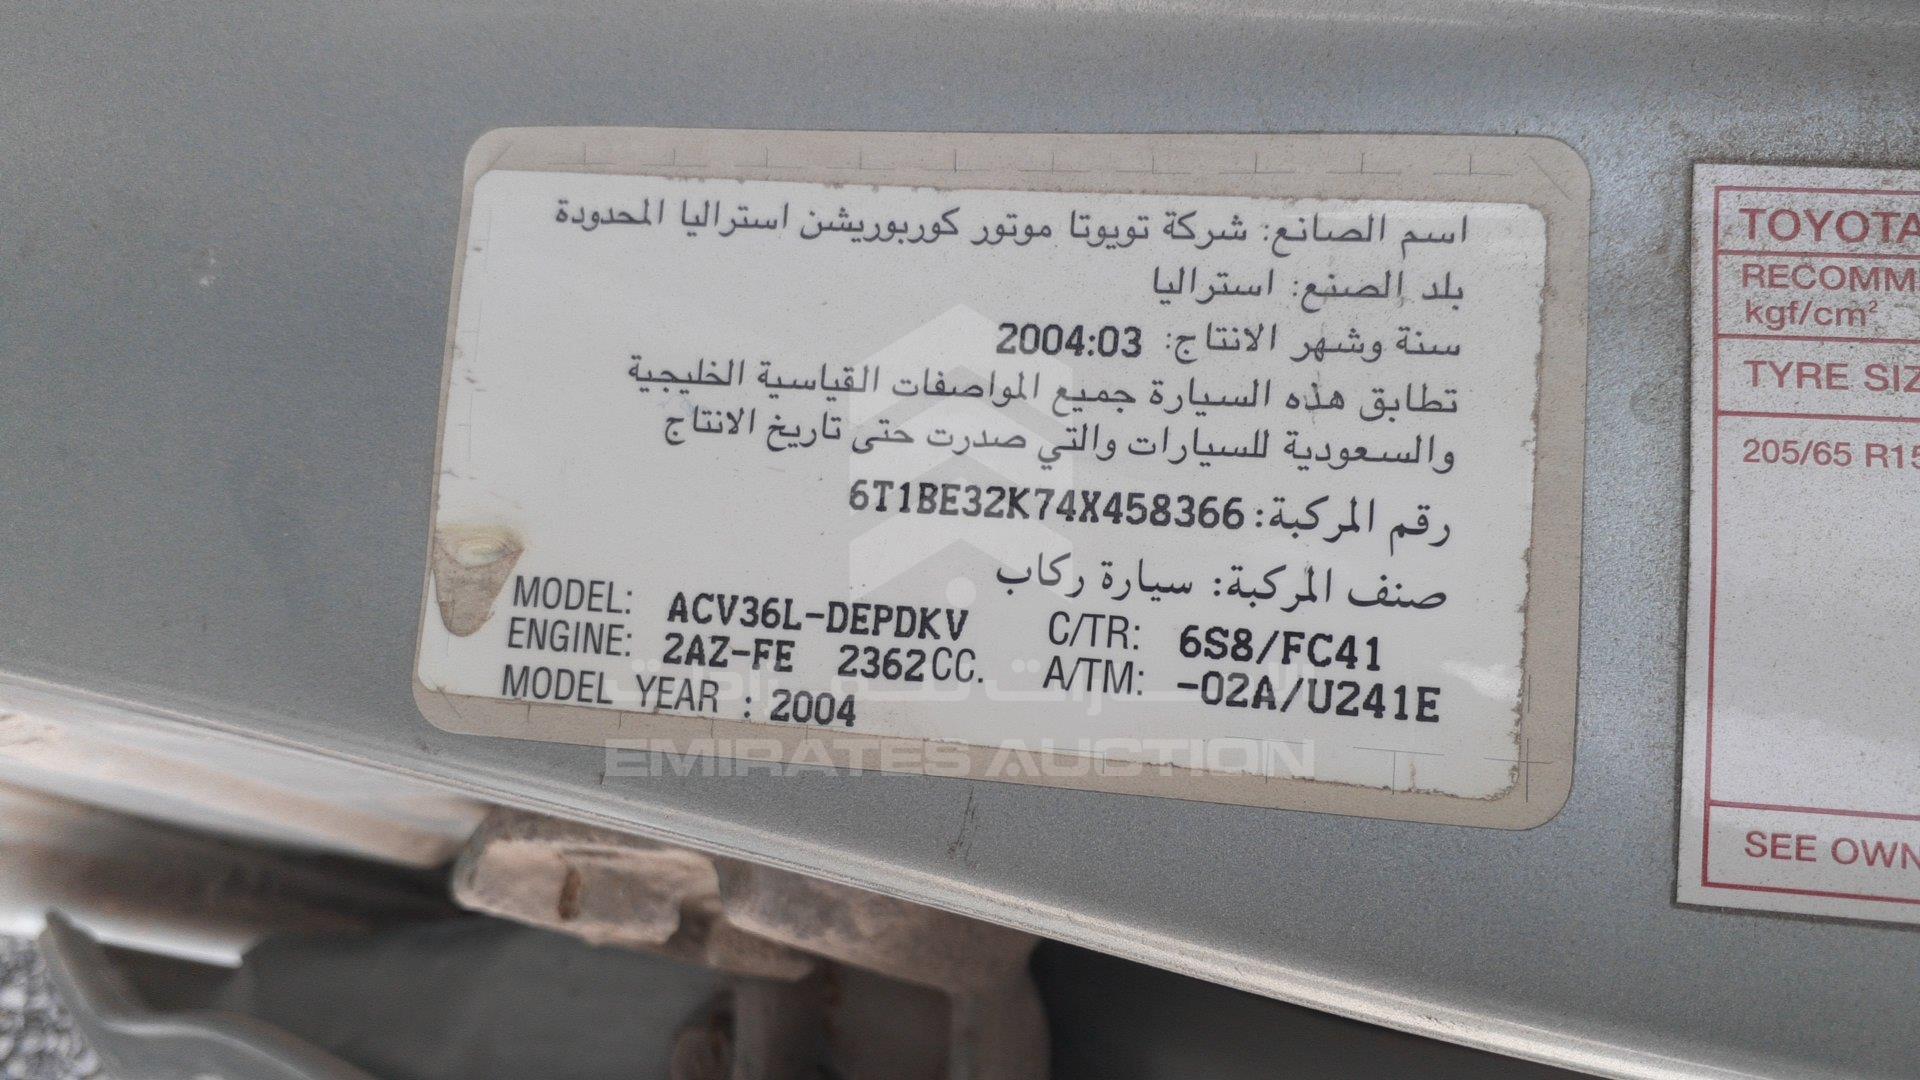 اسم الصانع: شركة تويوتا موتور كوربوريشن استراليا المحدودة
بلد الصنع: استراليا
سنة وشهر الانتاج: 2004:03
تطابق هذه السيارة جميع المواصفات القياسية الخليجية
والسعودية للسيارات والتي صدرت حتى تاريخ الانتاج
رقم المركبة: 6T1BE32K74X458366
صنف المركبة: سيارة ركاب
MODEL: ACV36L-DEPDKV C/TR: 6S8/FC41
ENGINE: 2AZ-FE 2362CC. A/TM: -02A/U241E
MODEL YEAR : 2004
EMIRATES AUCTION
TOYOTA
kgf/cm²
TYRE
205/65 R15
SEE